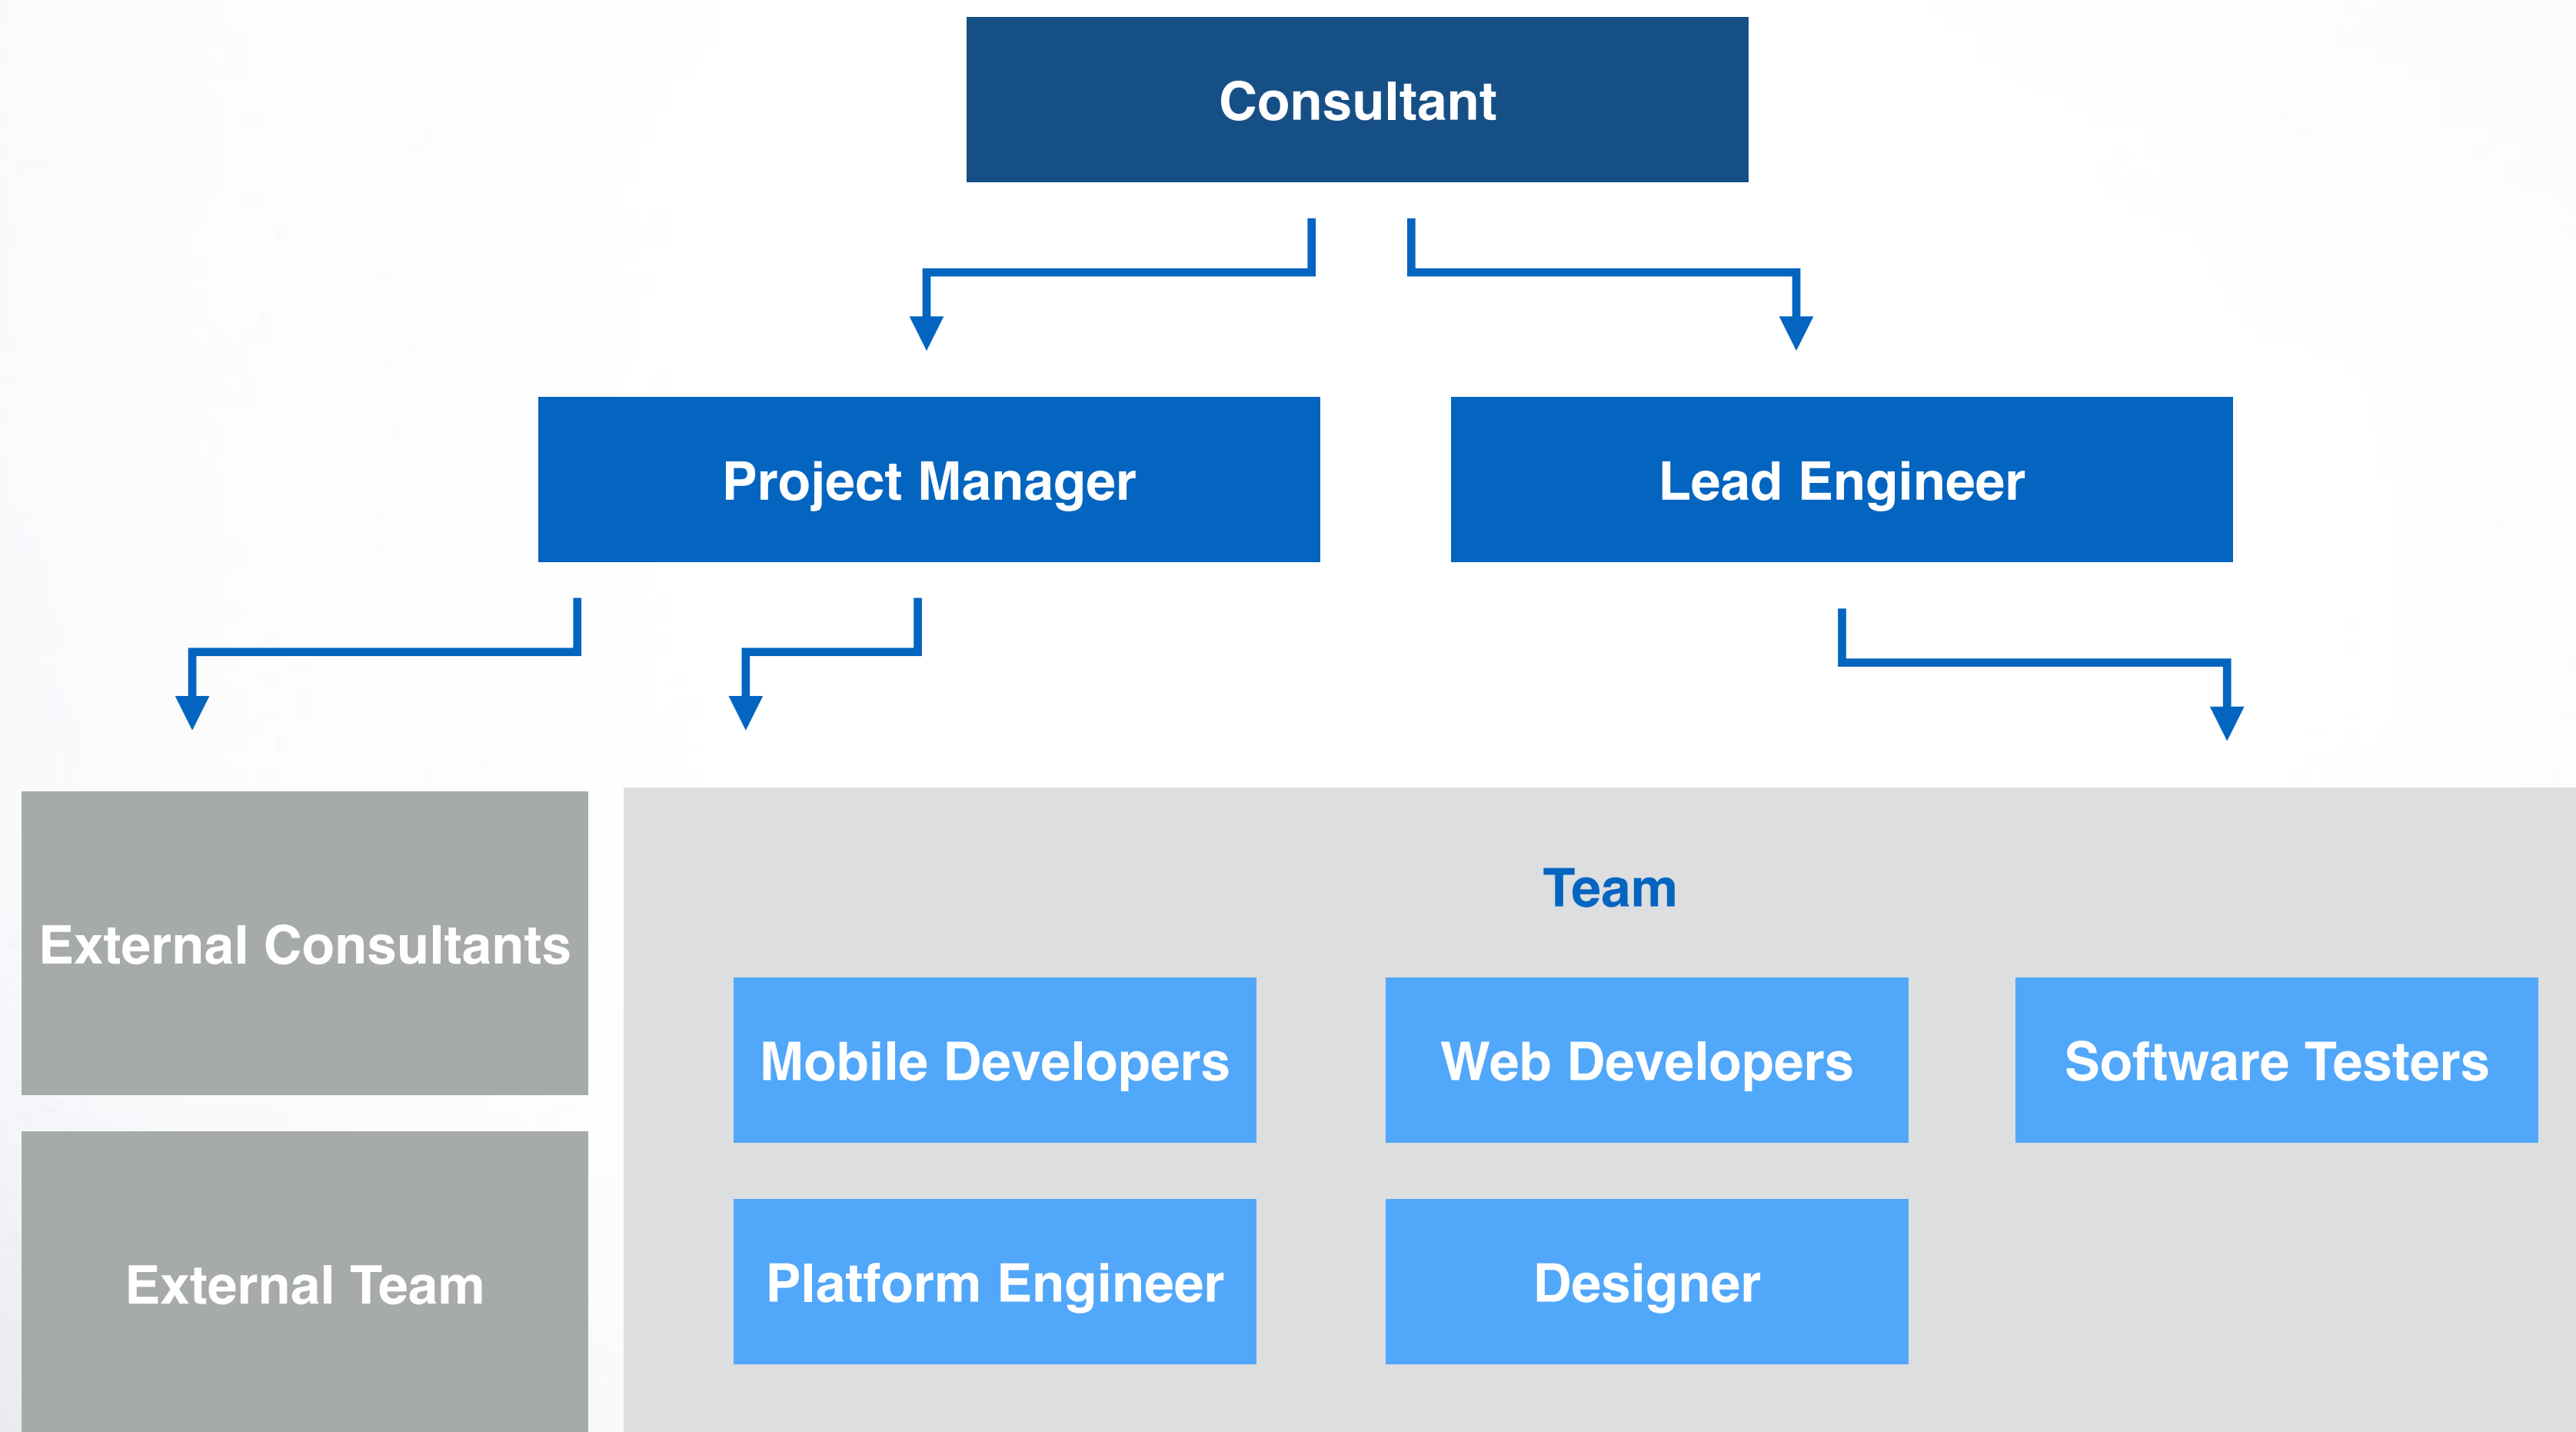 Consultant
Project Manager
Lead Engineer
External Consultants
External Team
Team
Mobile Developers
Web Developers
Software Testers
Platform Engineer
Designer